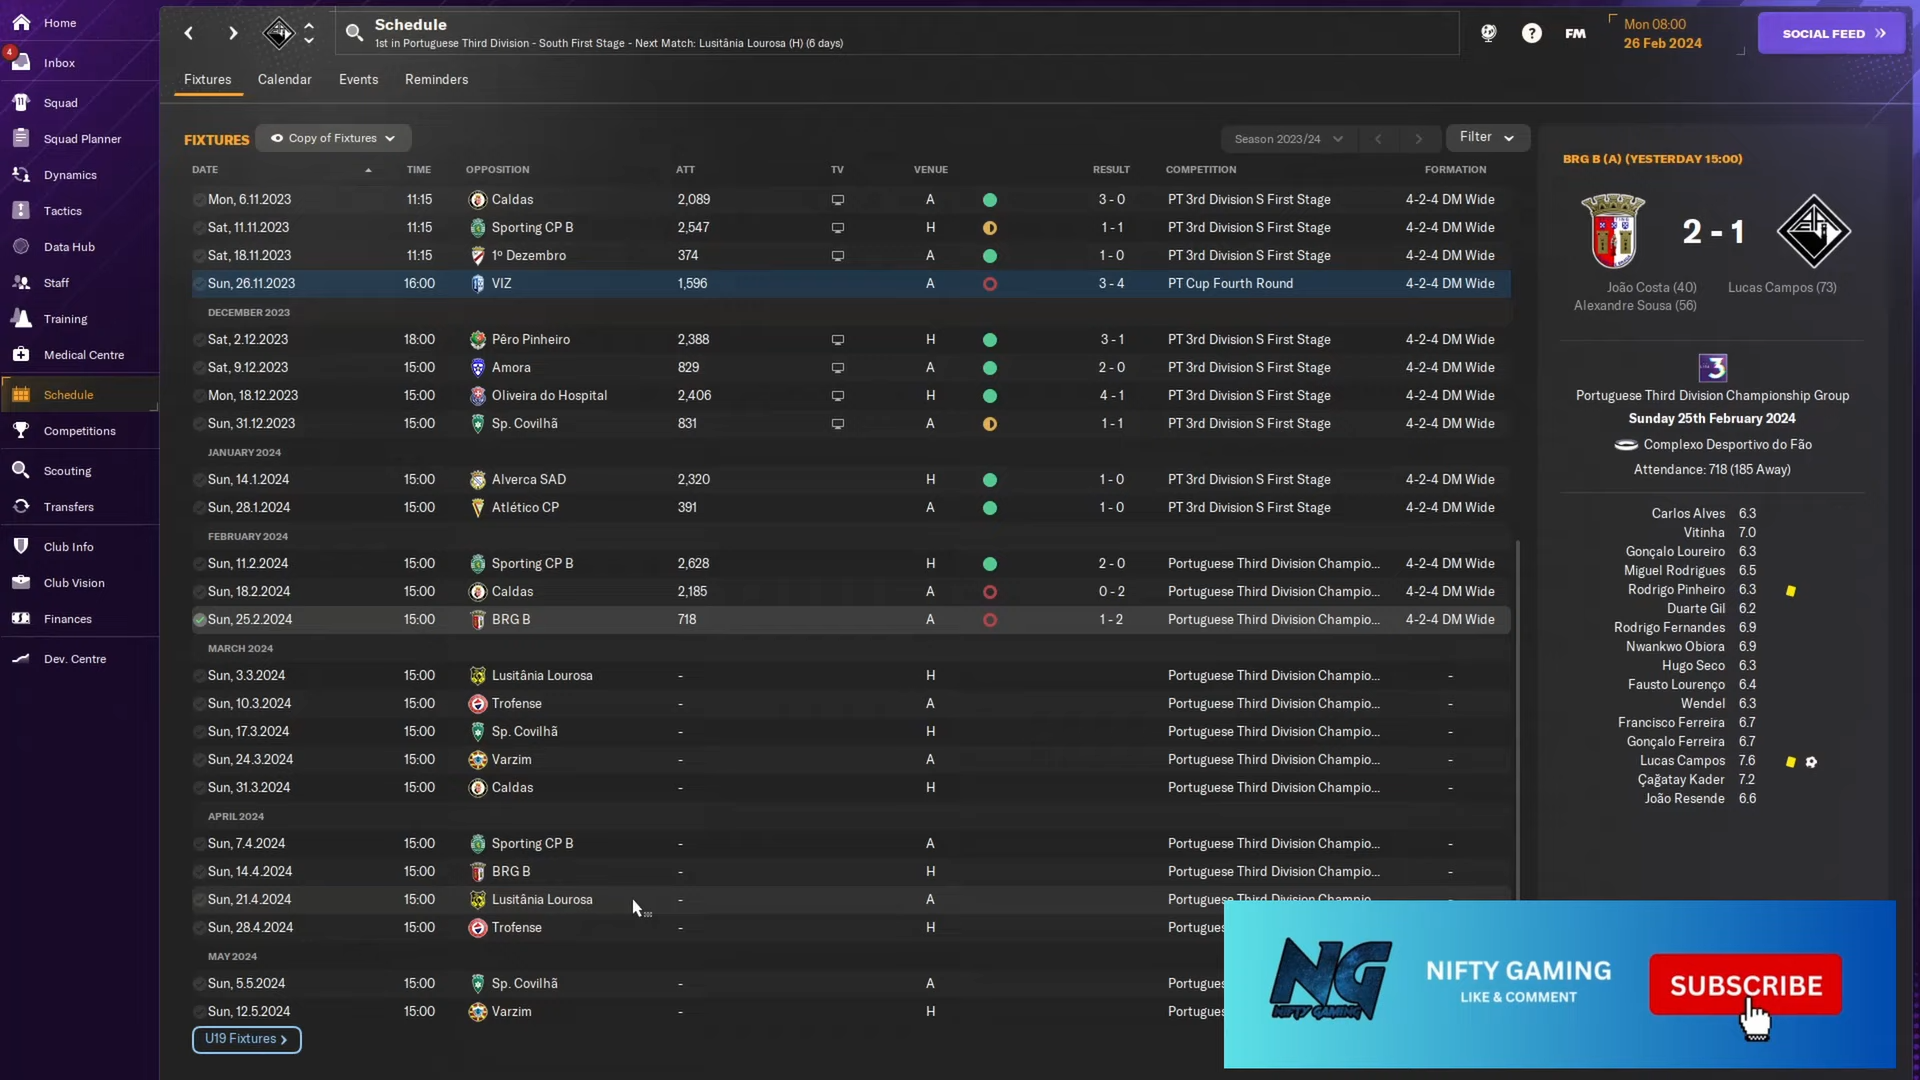 Home
4
Inbox
Squad
Squad Planner
Dynamics
Tactics
Data Hub
Staff
Training
Medical Centre
Schedule
Competitions
Scouting
Transfers
Club Info
Club Vision
Finances
Dev. Centre
Schedule
1st in Portuguese Third Division - South First Stage - Next Match: Lusitânia Lourosa (H) (6 days)
FM
Mon 08:00
26 Feb 2024
SOCIAL FEED
Fixtures Calendar Events Reminders
FIXTURES Copy of Fixtures Season 2023/24 Filter
DATE TIME OPPOSITION ATT TV VENUE RESULT COMPETITION FORMATION
Mon, 6.11.2023 11:15 Caldas 2,089 A 3 - 0 PT 3rd Division S First Stage 4-2-4 DM Wide
Sat, 11.11.2023 11:15 Sporting CP B 2,547 H 1 - 1 PT 3rd Division S First Stage 4-2-4 DM Wide
Sat, 18.11.2023 11:15 1º Dezembro 374 A 1 - 0 PT 3rd Division S First Stage 4-2-4 DM Wide
Sun, 26.11.2023 16:00 VIZ 1,596 A 3 - 4 PT Cup Fourth Round 4-2-4 DM Wide
DECEMBER 2023
Sat, 2.12.2023 18:00 Pêro Pinheiro 2,388 H 3 - 1 PT 3rd Division S First Stage 4-2-4 DM Wide
Sat, 9.12.2023 15:00 Amora 829 A 2 - 0 PT 3rd Division S First Stage 4-2-4 DM Wide
Mon, 18.12.2023 15:00 Oliveira do Hospital 2,406 H 4 - 1 PT 3rd Division S First Stage 4-2-4 DM Wide
Sun, 31.12.2023 15:00 Sp. Covilhã 831 A 1 - 1 PT 3rd Division S First Stage 4-2-4 DM Wide
JANUARY 2024
Sun, 14.1.2024 15:00 Alverca SAD 2,320 H 1 - 0 PT 3rd Division S First Stage 4-2-4 DM Wide
Sun, 28.1.2024 15:00 Atlético CP 391 A 1 - 0 PT 3rd Division S First Stage 4-2-4 DM Wide
FEBRUARY 2024
Sun, 11.2.2024 15:00 Sporting CP B 2,628 H 2 - 0 Portuguese Third Division Champio... 4-2-4 DM Wide
Sun, 18.2.2024 15:00 Caldas 2,185 A 0 - 2 Portuguese Third Division Champio... 4-2-4 DM Wide
Sun, 25.2.2024 15:00 BRG B 718 A 1 - 2 Portuguese Third Division Champio... 4-2-4 DM Wide
MARCH 2024
Sun, 3.3.2024 15:00 Lusitânia Lourosa - H Portuguese Third Division Champio... -
Sun, 10.3.2024 15:00 Trofense - A Portuguese Third Division Champio... -
Sun, 17.3.2024 15:00 Sp. Covilhã - H Portuguese Third Division Champio... -
Sun, 24.3.2024 15:00 Varzim - A Portuguese Third Division Champio... -
Sun, 31.3.2024 15:00 Caldas - H Portuguese Third Division Champio... -
APRIL 2024
Sun, 7.4.2024 15:00 Sporting CP B - A Portuguese Third Division Champio... -
Sun, 14.4.2024 15:00 BRG B - H Portuguese Third Division Champio... -
Sun, 21.4.2024 15:00 Lusitânia Lourosa - A Portuguese Third Division Champio... -
Sun, 28.4.2024 15:00 Trofense - H Portugues
MAY 2024
Sun, 5.5.2024 15:00 Sp. Covilhã - A Portugues
Sun, 12.5.2024 15:00 Varzim - H Portugues
U19 Fixtures
BRG B (A) (YESTERDAY 15:00)
2 - 1
João Costa (40) Lucas Campos (73)
Alexandre Sousa (56)
3
Portuguese Third Division Championship Group
Sunday 25th February 2024
Complexo Desportivo do Fão
Attendance: 718 (185 Away)
Carlos Alves 6.3
Vitinha 7.0
Gonçalo Loureiro 6.3
Miguel Rodrigues 6.5
Rodrigo Pinheiro 6.3
Duarte Gil 6.2
Rodrigo Fernandes 6.9
Nwankwo Obiora 6.9
Hugo Seco 6.3
Fausto Lourenço 6.4
Wendel 6.3
Francisco Ferreira 6.7
Gonçalo Ferreira 6.7
Lucas Campos 7.6
Çağatay Kader 7.2
João Resende 6.6
NG
NIFTY GAMING
NIFTY GAMING
LIKE & COMMENT
SUBSCRIBE